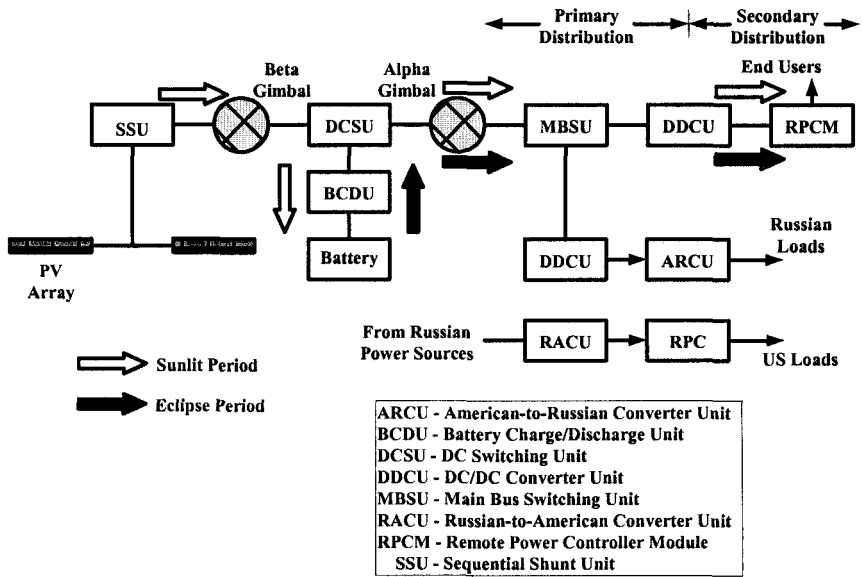 Primary
Distribution
Secondary
Distribution
Beta
Gimbal
Alpha
Gimbal
End Users
SSU
DCSU
MBSU
DDCU
RPCM
BCDU
Battery
PV
Array
DDCU
ARCU
Russian
Loads
From Russian
Power Sources
RACU
RPC
US Loads
Sunlit Period
Eclipse Period
ARCU - American-to-Russian Converter Unit
BCDU - Battery Charge/Discharge Unit
DCSU - DC Switching Unit
DDCU - DC/DC Converter Unit
MBSU - Main Bus Switching Unit
RACU - Russian-to-American Converter Unit
RPCM - Remote Power Controller Module
SSU - Sequential Shunt Unit